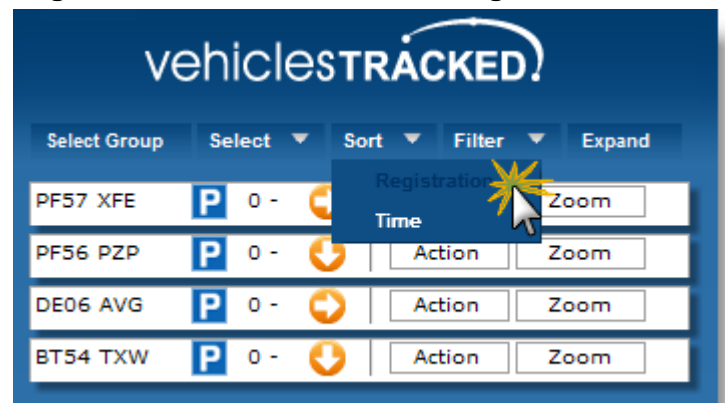 vehiclesTRACKED!
Select Group Select Sort Filter Expand
Registration
PF57 XFE P 0 - Zoom
Time
PF56 PZP P 0 - Action Zoom
DE06 AVG P 0 - Action Zoom
BT54 TXW P 0 - Action Zoom